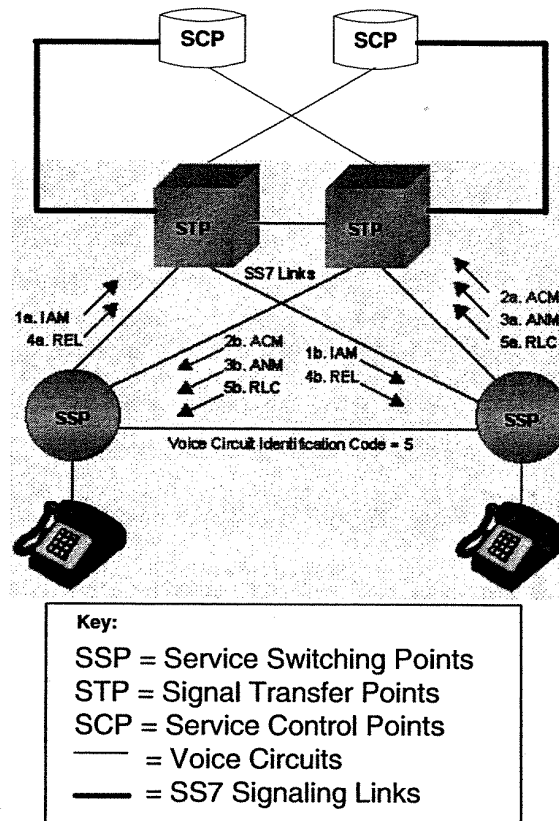 SCP
SCP
STP
STP
SS7 Links
1a. IAM
4a. REL
2a. ACM
3a. ANM
5a. RLC
2b. ACM
3b. ANM
5b. RLC
1b. IAM
4b. REL
SSP
SSP
Voice Circuit Identification Code = 5
Key:
SSP = Service Switching Points
STP = Signal Transfer Points
SCP = Service Control Points
= Voice Circuits
= SS7 Signaling Links